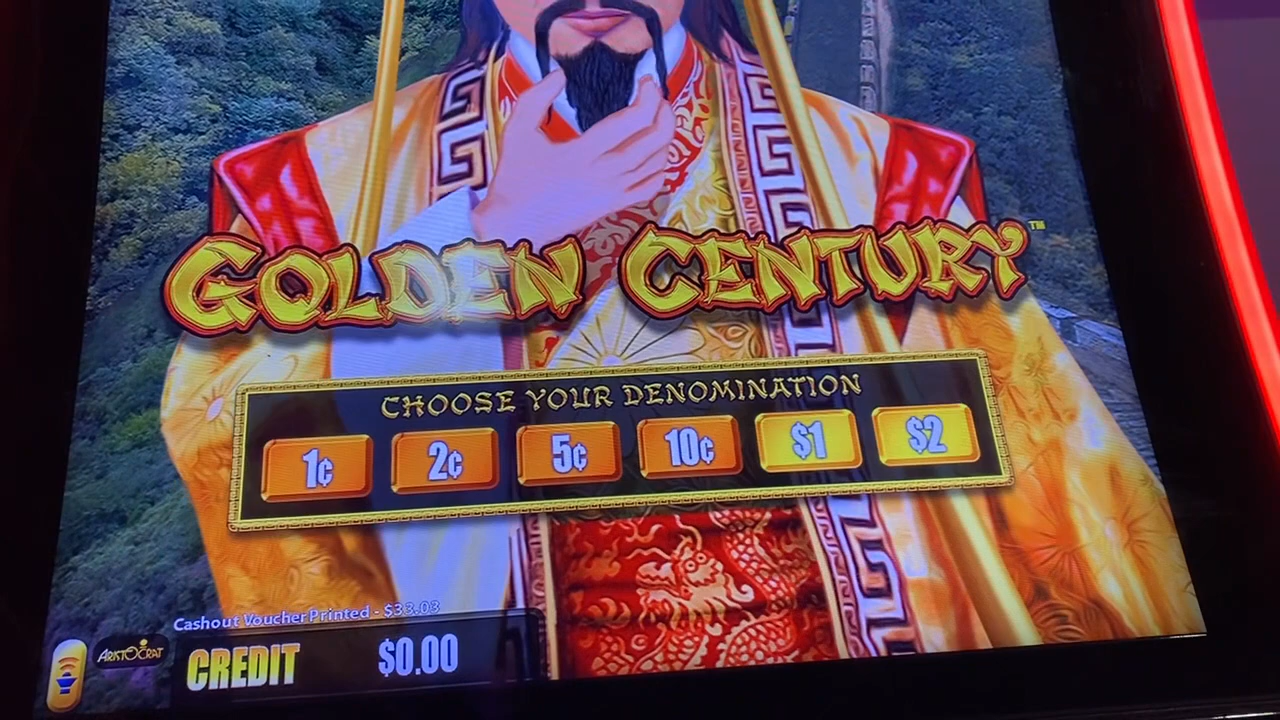 GOLDEN CENTURY™
CHOOSE YOUR DENOMINATION
1¢ 2¢ 5¢ 10¢ $1 $2
Cashout Voucher Printed - $33.03
ARISTOCRAT
CREDIT $0.00